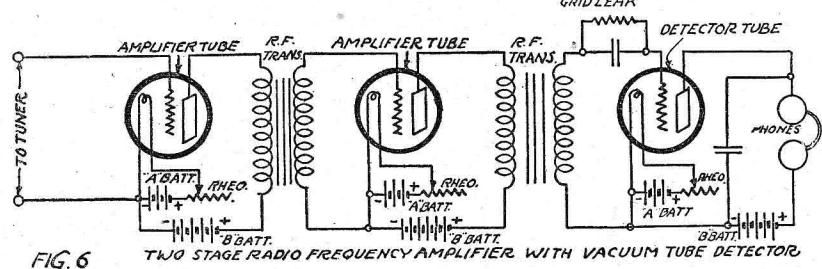 GRID LEAK
AMPLIFIER TUBE
R.F.
TRANS.
AMPLIFIER TUBE
R.F.
TRANS.
DETECTOR TUBE
TO TUNER
PHONES
"A" BATT.
RHEO.
"B" BATT.
"A" BATT.
RHEO.
"B" BATT.
"A" BATT
RHEO
"B" BATT.
FIG. 6
TWO STAGE RADIO FREQUENCY AMPLIFIER WITH VACUUM TUBE DETECTOR